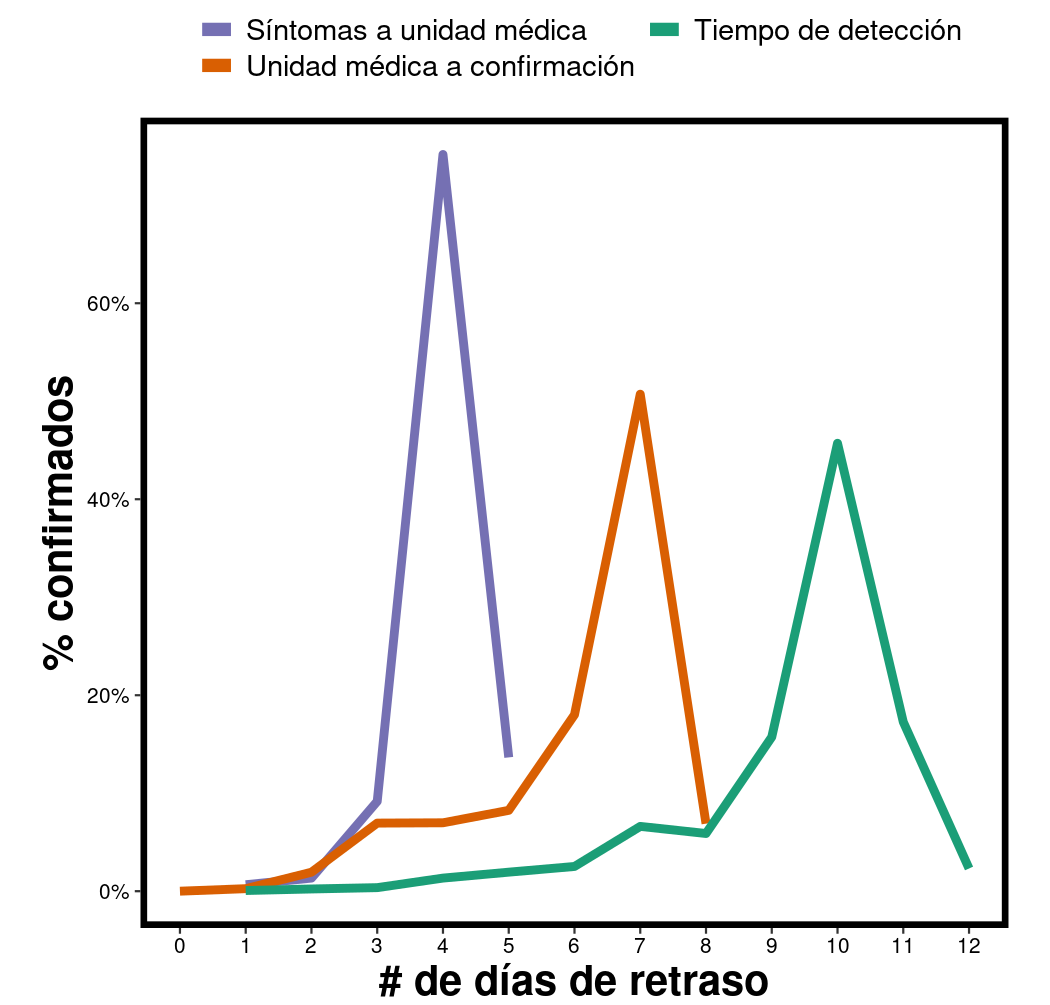 Síntomas a unidad médica
Tiempo de detección
Unidad médica a confirmación
% confirmados
60%
40%
20%
0%
0 1 2 3 4 5 6 7 8 9 10 11 12
# de días de retraso